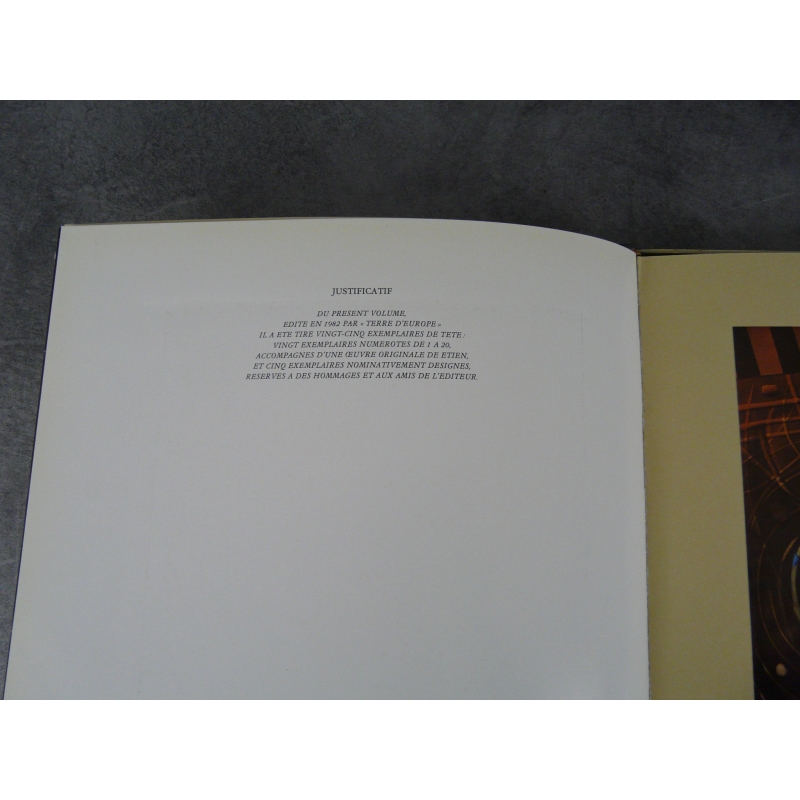 JUSTIFICATIF
DU PRESENT VOLUME,
EDITE EN 1982 PAR « TERRE D'EUROPE »
IL A ETE TIRE VINGT-CINQ EXEMPLAIRES DE TETE :
VINGT EXEMPLAIRES NUMEROTES DE 1 A 20,
ACCOMPAGNES D'UNE ŒUVRE ORIGINALE DE ETIEN,
ET CINQ EXEMPLAIRES NOMINATIVEMENT DESIGNES,
RESERVES A DES HOMMAGES ET AUX AMIS DE L'EDITEUR.